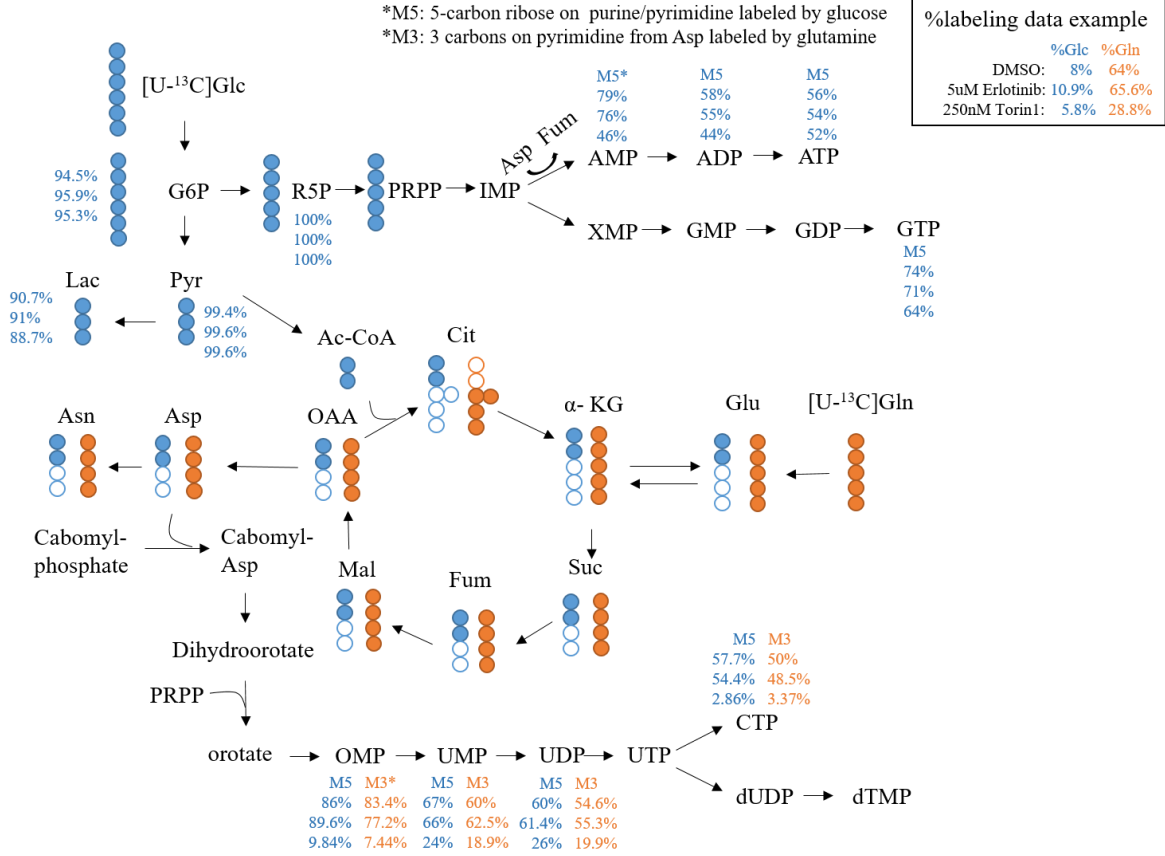 *M5: 5-carbon ribose on purine/pyrimidine labeled by glucose
*M3: 3 carbons on pyrimidine from Asp labeled by glutamine
%labeling data example
%Glc %Gln
DMSO: 8% 64%
5uM Erlotinib: 10.9% 65.6%
250nM Torin1: 5.8% 28.8%
[U-¹³C]Glc
M5* M5 M5
79% 58% 56%
76% 55% 54%
46% 44% 52%
Asp Fum
AMP ADP ATP
94.5%
95.9%
95.3%
G6P R5P PRPP IMP
100%
100%
100%
XMP GMP GDP GTP
M5
74%
71%
64%
Lac Pyr
90.7%
91%
88.7%
99.4%
99.6%
99.6%
Ac-CoA Cit
Asn Asp OAA α- KG Glu [U-¹³C]Gln
Cabomyl-
phosphate
Cabomyl-
Asp
Mal Fum Suc
Dihydroorotate
PRPP
M5 M3
57.7% 50%
54.4% 48.5%
2.86% 3.37%
CTP
orotate OMP UMP UDP UTP
M5 M3* M5 M3 M5 M3
86% 83.4% 67% 60% 60% 54.6%
89.6% 77.2% 66% 62.5% 61.4% 55.3%
9.84% 7.44% 24% 18.9% 26% 19.9%
dUDP dTMP